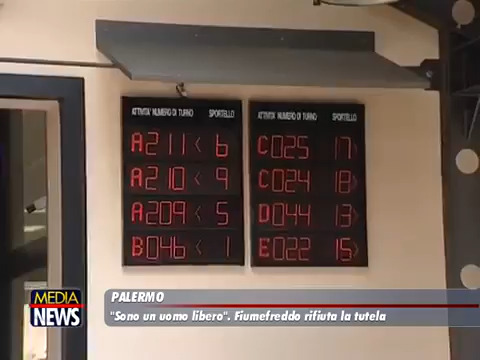 ATTIVITA' NUMERO DI TURNO SPORTELLO
A211 < 6
A210 < 9
A209 < 5
B046 < 1
ATTIVITA' NUMERO DI TURNO SPORTELLO
C025 17 >
C024 18 >
D044 13 >
E022 15 >
MEDIA
NEWS
PALERMO
"Sono un uomo libero". Fiumefreddo rifiuta la tutela